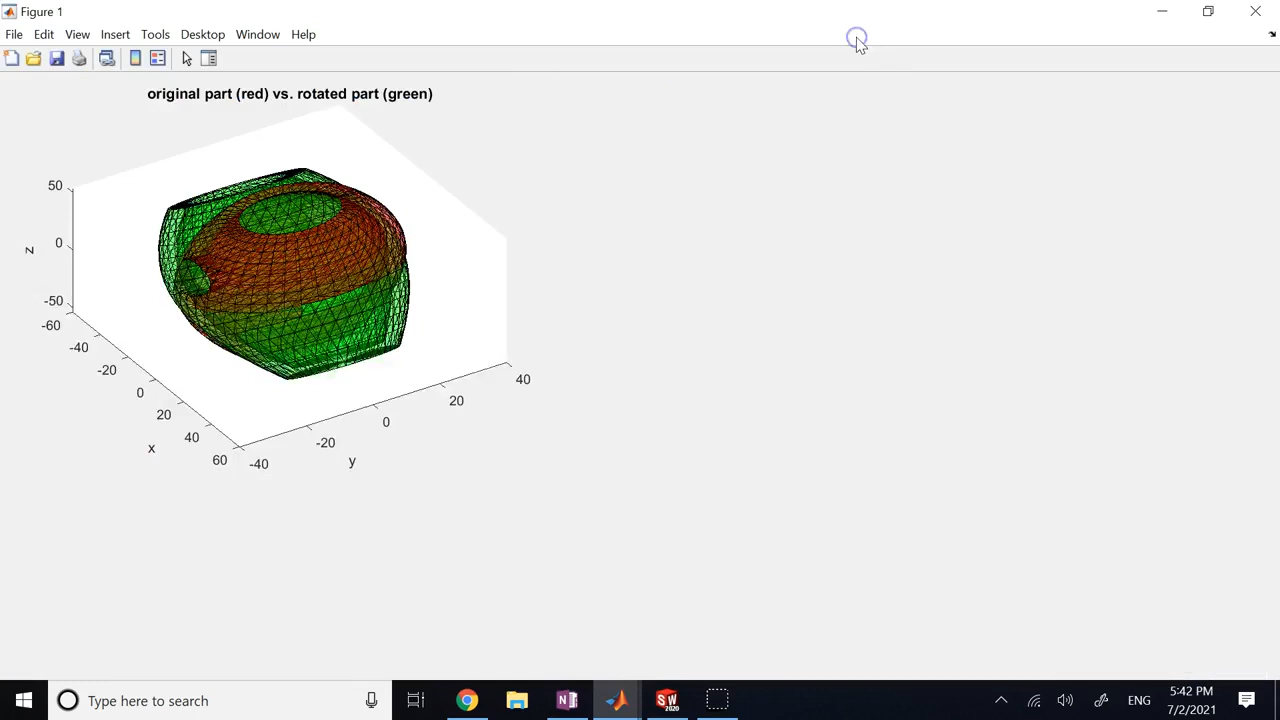 Figure 1
File Edit View Insert Tools Desktop Window Help
original part (red) vs. rotated part (green)
50
0
-50
z
-60
-40
-20
0
20
40
60
x
-40
-20
0
20
40
y
Type here to search
SW
2020
ENG
5:42 PM
7/2/2021